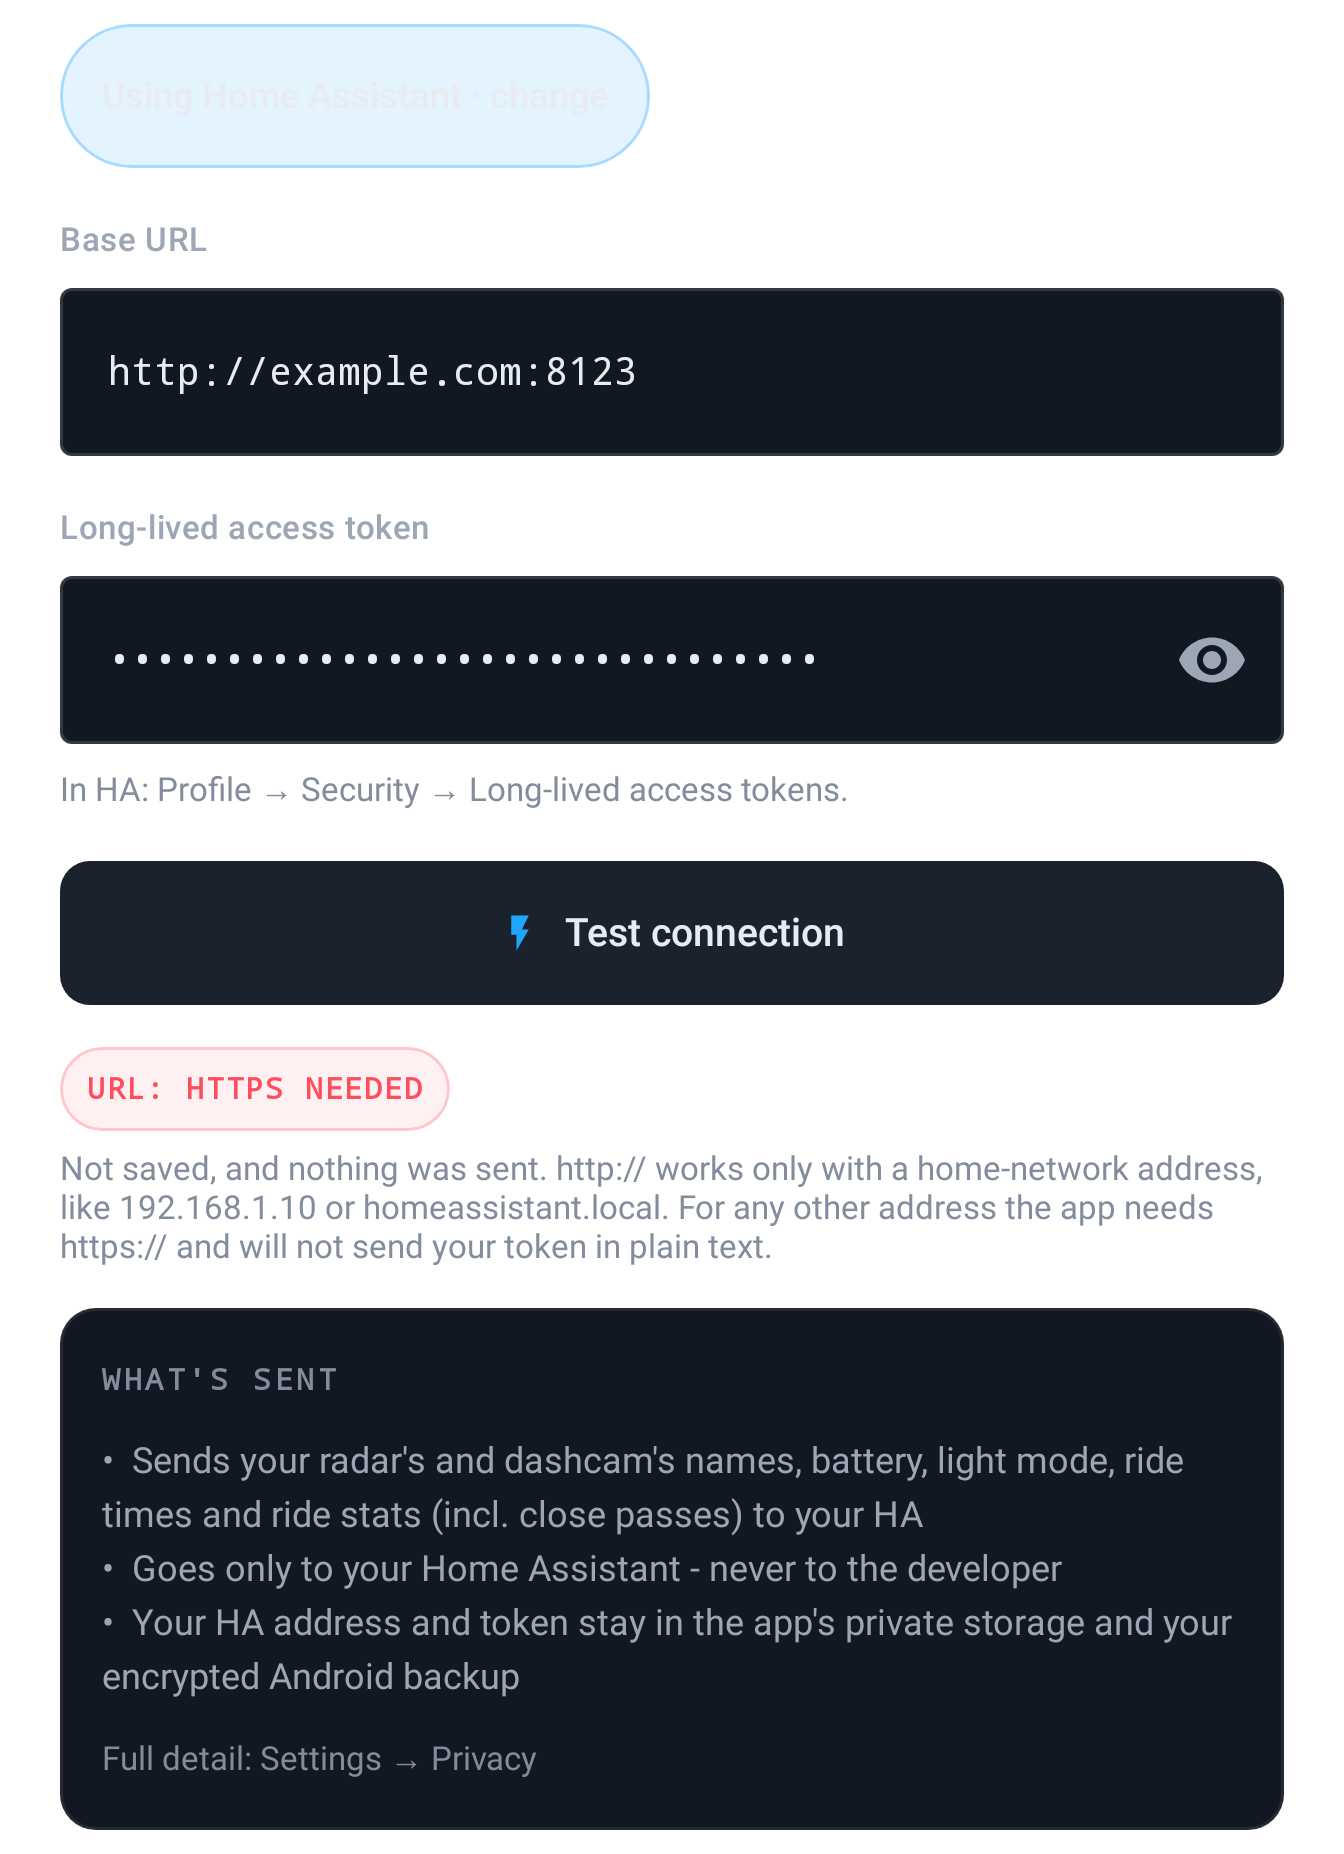 Using Home Assistant · change
Base URL
http://example.com:8123
Long-lived access token
•••••••••••••••••••••••••••••••
In HA: Profile → Security → Long-lived access tokens.
Test connection
URL: HTTPS NEEDED
Not saved, and nothing was sent. http:// works only with a home-network address,
like 192.168.1.10 or homeassistant.local. For any other address the app needs
https:// and will not send your token in plain text.
WHAT'S SENT
• Sends your radar's and dashcam's names, battery, light mode, ride
times and ride stats (incl. close passes) to your HA
• Goes only to your Home Assistant - never to the developer
• Your HA address and token stay in the app's private storage and your
encrypted Android backup
Full detail: Settings → Privacy